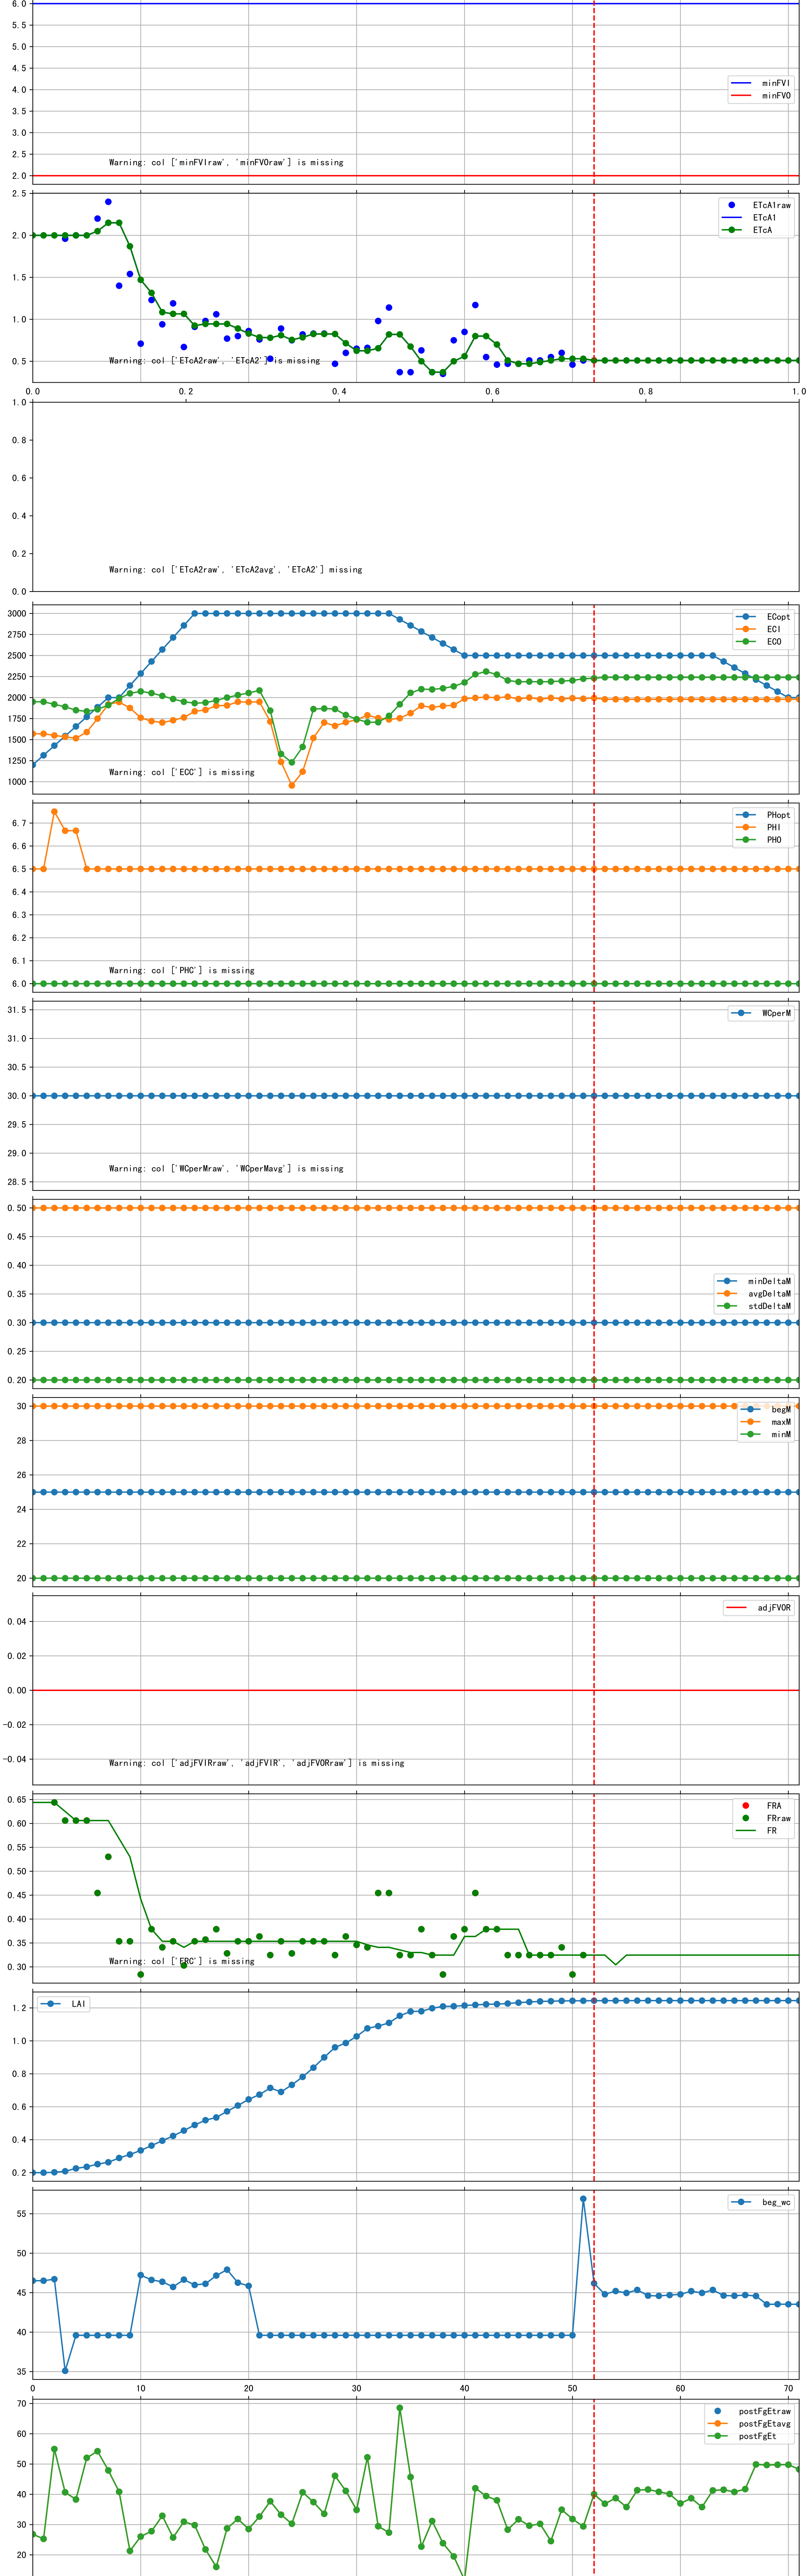 6.0
5.5
5.0
4.5
4.0
3.5
3.0
2.5
2.0
minFVI
minFVO
Warning: col ['minFVIraw', 'minFVOraw'] is missing
2.5
2.0
1.5
1.0
0.5
ETcA1raw
ETcA1
ETcA
Warning: col ['ETcA2raw', 'ETcA2'] is missing
0.0 0.2 0.4 0.6 0.8 1.0
1.0
0.8
0.6
0.4
0.2
0.0
Warning: col ['ETcA2raw', 'ETcA2avg', 'ETcA2'] missing
3000
2750
2500
2250
2000
1750
1500
1250
1000
ECopt
ECI
ECO
Warning: col ['ECC'] is missing
6.7
6.6
6.5
6.4
6.3
6.2
6.1
6.0
PHopt
PHI
PHO
Warning: col ['PHC'] is missing
31.5
31.0
30.5
30.0
29.5
29.0
28.5
WCperM
Warning: col ['WCperMraw', 'WCperMavg'] is missing
0.50
0.45
0.40
0.35
0.30
0.25
0.20
minDeltaM
avgDeltaM
stdDeltaM
30
28
26
24
22
20
begM
maxM
minM
0.04
0.02
0.00
−0.02
−0.04
adjFVOR
Warning: col ['adjFVIRraw', 'adjFVIR', 'adjFVORraw'] is missing
0.65
0.60
0.55
0.50
0.45
0.40
0.35
0.30
FRA
FRraw
FR
Warning: col ['FRC'] is missing
1.2
1.0
0.8
0.6
0.4
0.2
LAI
55
50
45
40
35
beg_wc
0 10 20 30 40 50 60 70
70
60
50
40
30
20
postFgEtraw
postFgEtavg
postFgEt